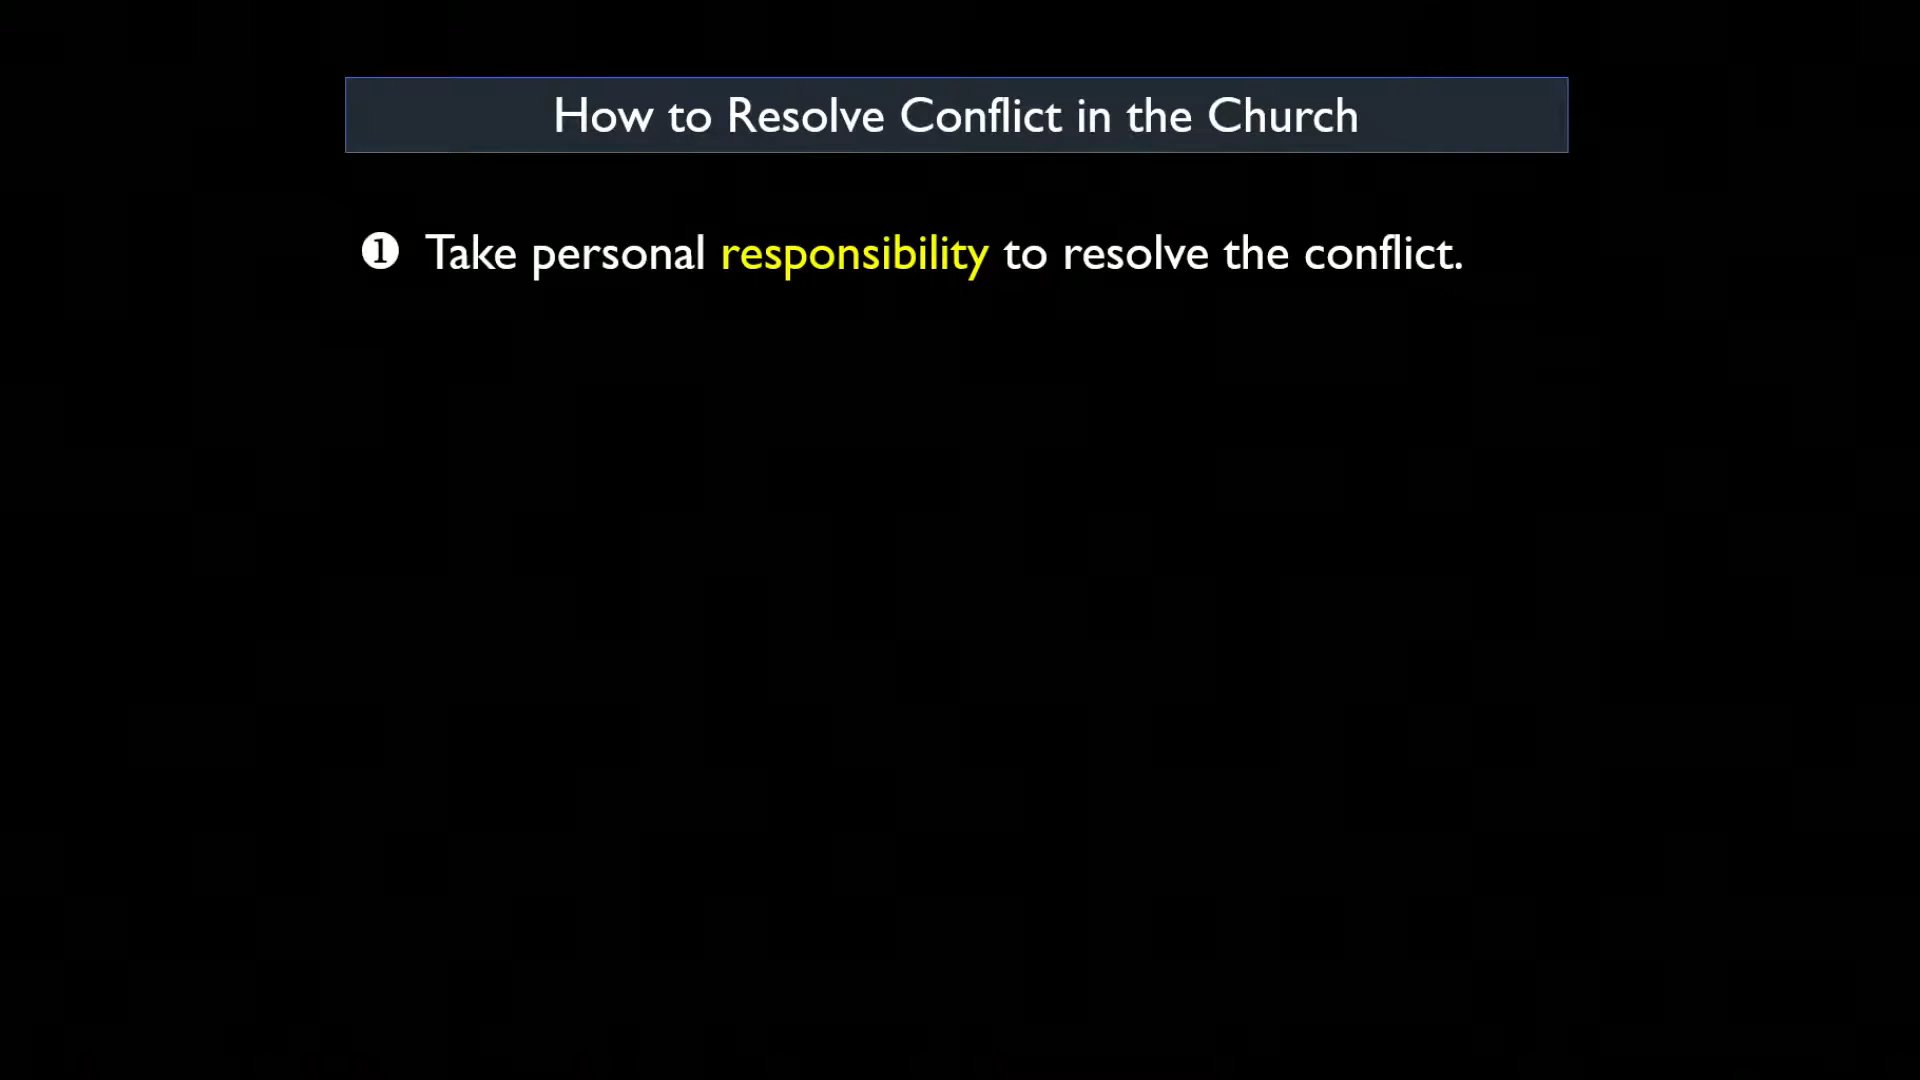 How to Resolve Conflict in the Church
❶ Take personal responsibility to resolve the conflict.